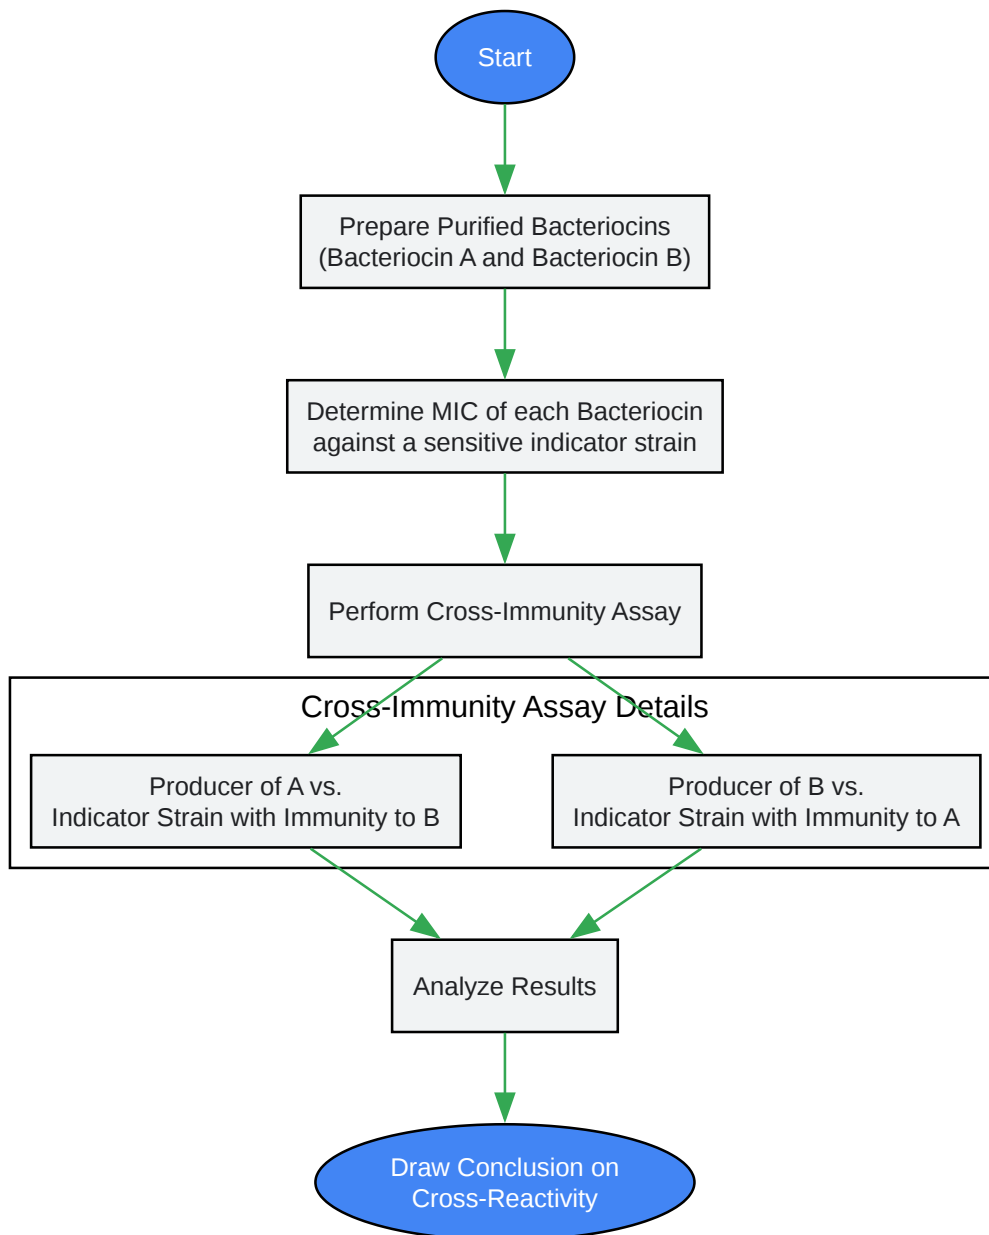 Start
Prepare Purified Bacteriocins
(Bacteriocin A and Bacteriocin B)
Determine MIC of each Bacteriocin
against a sensitive indicator strain
Perform Cross-Immunity Assay
Cross-Immunity Assay Details
Producer of A vs.
Indicator Strain with Immunity to B
Producer of B vs.
Indicator Strain with Immunity to A
Analyze Results
Draw Conclusion on
Cross-Reactivity